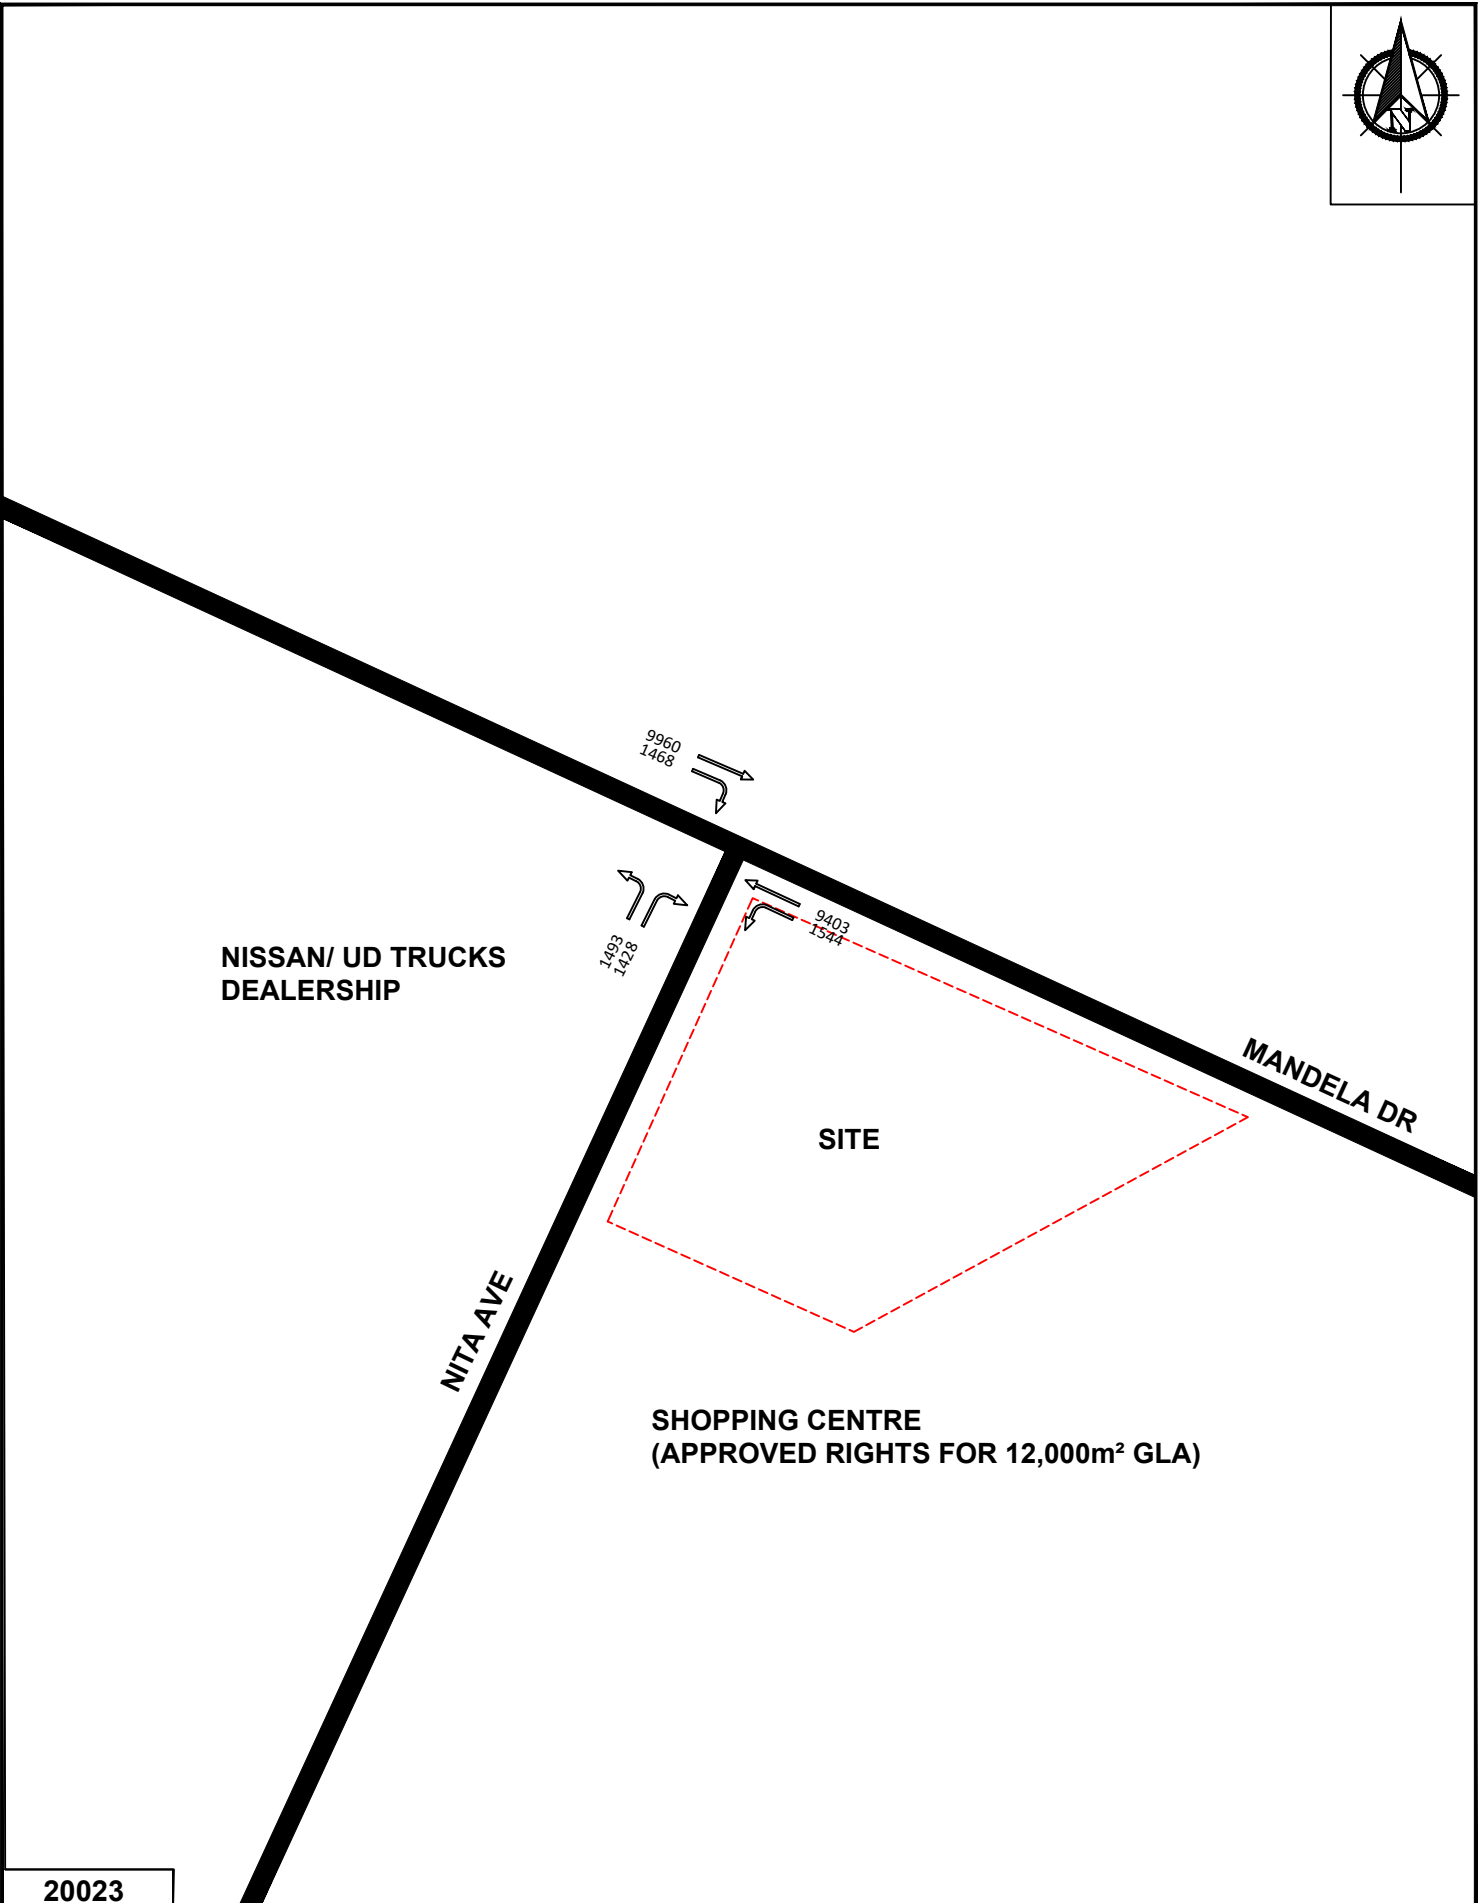 N
9960
1468
9403
1544
1493
1428
NISSAN/ UD TRUCKS
DEALERSHIP
MANDELA DR
SITE
NITA AVE
SHOPPING CENTRE
(APPROVED RIGHTS FOR 12,000m² GLA)
20023